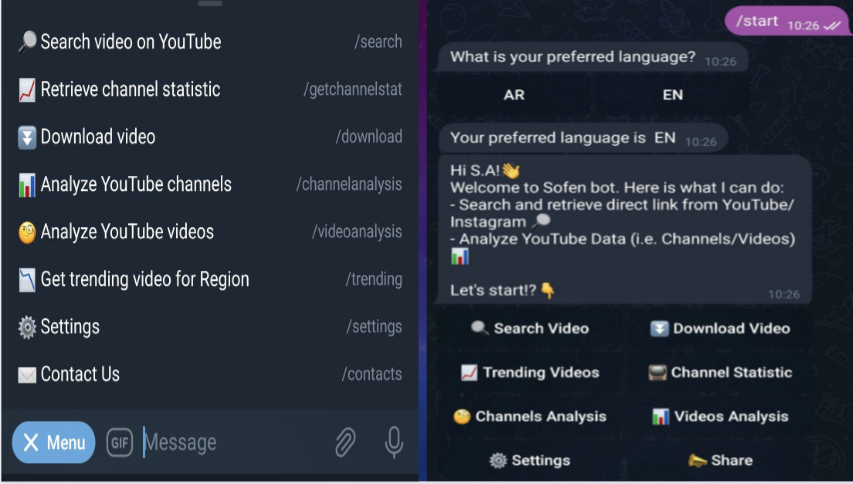 Search video on YouTube /search
Retrieve channel statistic /getchannelstat
Download video /download
Analyze YouTube channels /channelanalysis
Analyze YouTube videos /videoanalysis
Get trending video for Region /trending
Settings /settings
Contact Us /contacts
X Menu GIF Message
/start 10:26
What is your preferred language? 10:26
AR EN
Your preferred language is EN 10:26
Hi S.A!👋
Welcome to Sofen bot. Here is what I can do:
- Search and retrieve direct link from YouTube/
Instagram 🔎
- Analyze YouTube Data (i.e. Channels/Videos)
📊
Let's start!? 👇 10:26
Search Video Download Video
Trending Videos Channel Statistic
Channels Analysis Videos Analysis
Settings Share